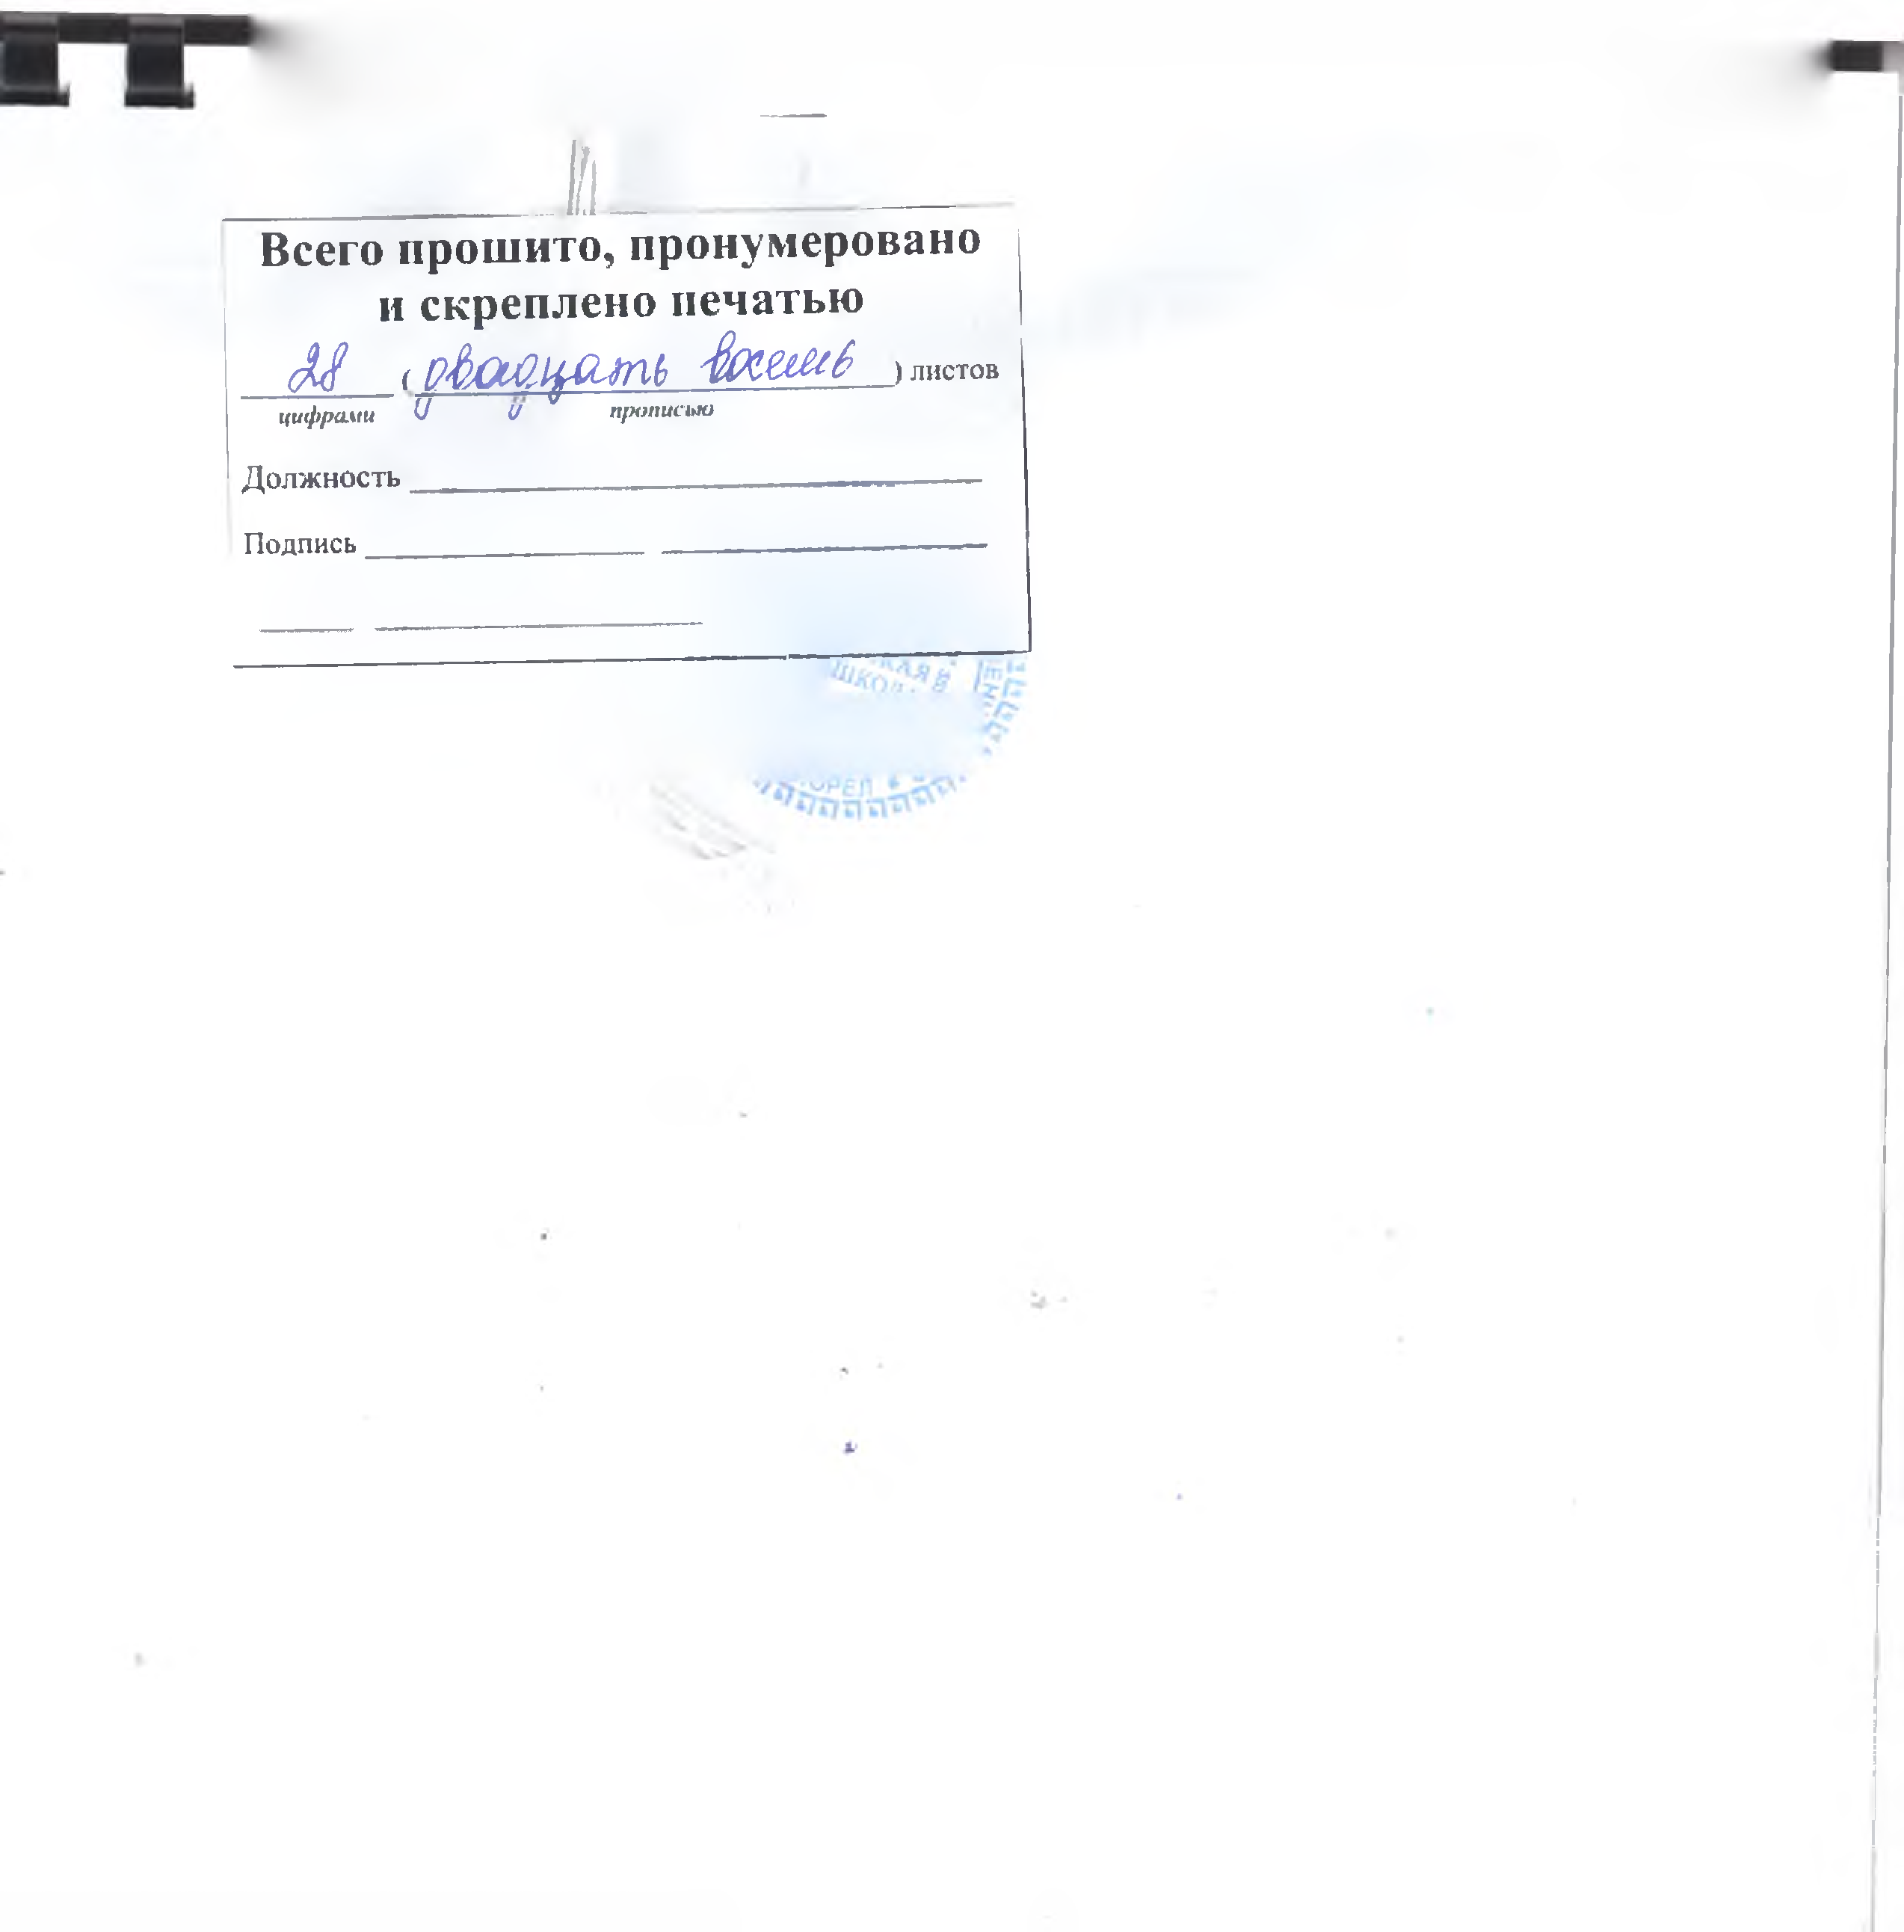 Всего прошито, пронумеровано
и скреплено печатью
28 (двадцать восемь) листов
цифрами прописью
Должность
Подпись